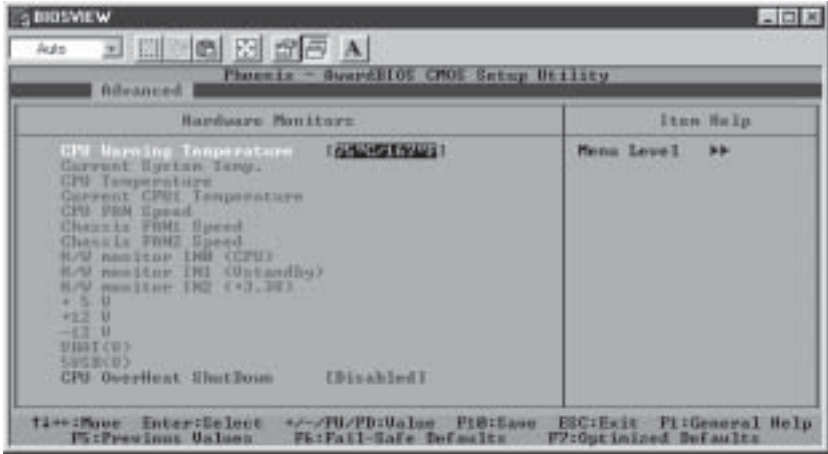 BIOSVIEW
Auto
A
Phoenix - AwardBIOS CMOS Setup Utility
Advanced
Hardware Monitors
Item Help
CPU Warning Temperature [75°C/167°F]
Menu Level ▶▶
Current System Temp.
CPU Temperature
Current CPU1 Temperature
CPU FAN Speed
Chassis FAN1 Speed
Chassis FAN2 Speed
H/W monitor IN0 (CPU)
H/W monitor IN1 (Vstandby)
H/W monitor IN2 (+3.3V)
+ 5 V
+12 V
-12 V
VBAT(V)
5VSB(V)
CPU OverHeat ShutDown [Disabled]
↑↓→←:Move Enter:Select +/-/PU/PD:Value F10:Save ESC:Exit F1:General Help
F5:Previous Values F6:Fail-Safe Defaults F7:Optimized Defaults